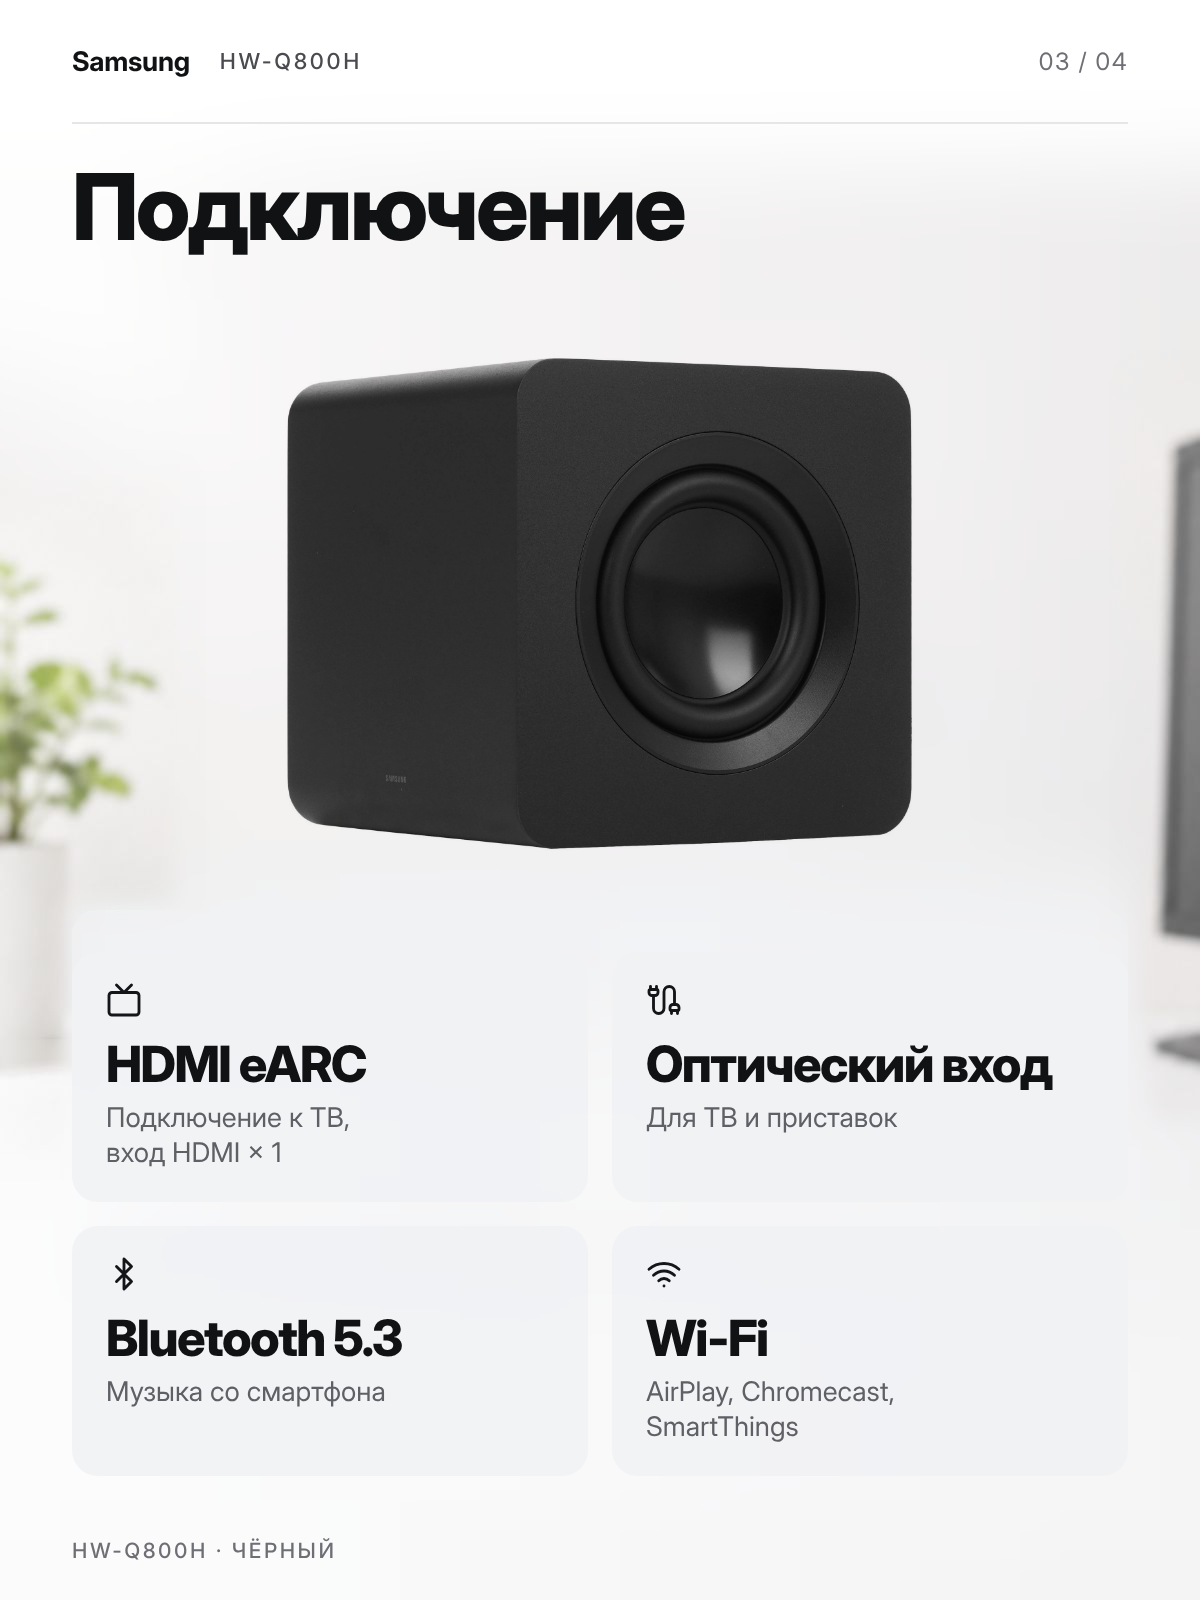 Samsung HW-Q800H 03 / 04
Подключение
HDMI eARC
Подключение к ТВ,
вход HDMI × 1
Оптический вход
Для ТВ и приставок
Bluetooth 5.3
Музыка со смартфона
Wi-Fi
AirPlay, Chromecast,
SmartThings
HW-Q800H · ЧЁРНЫЙ